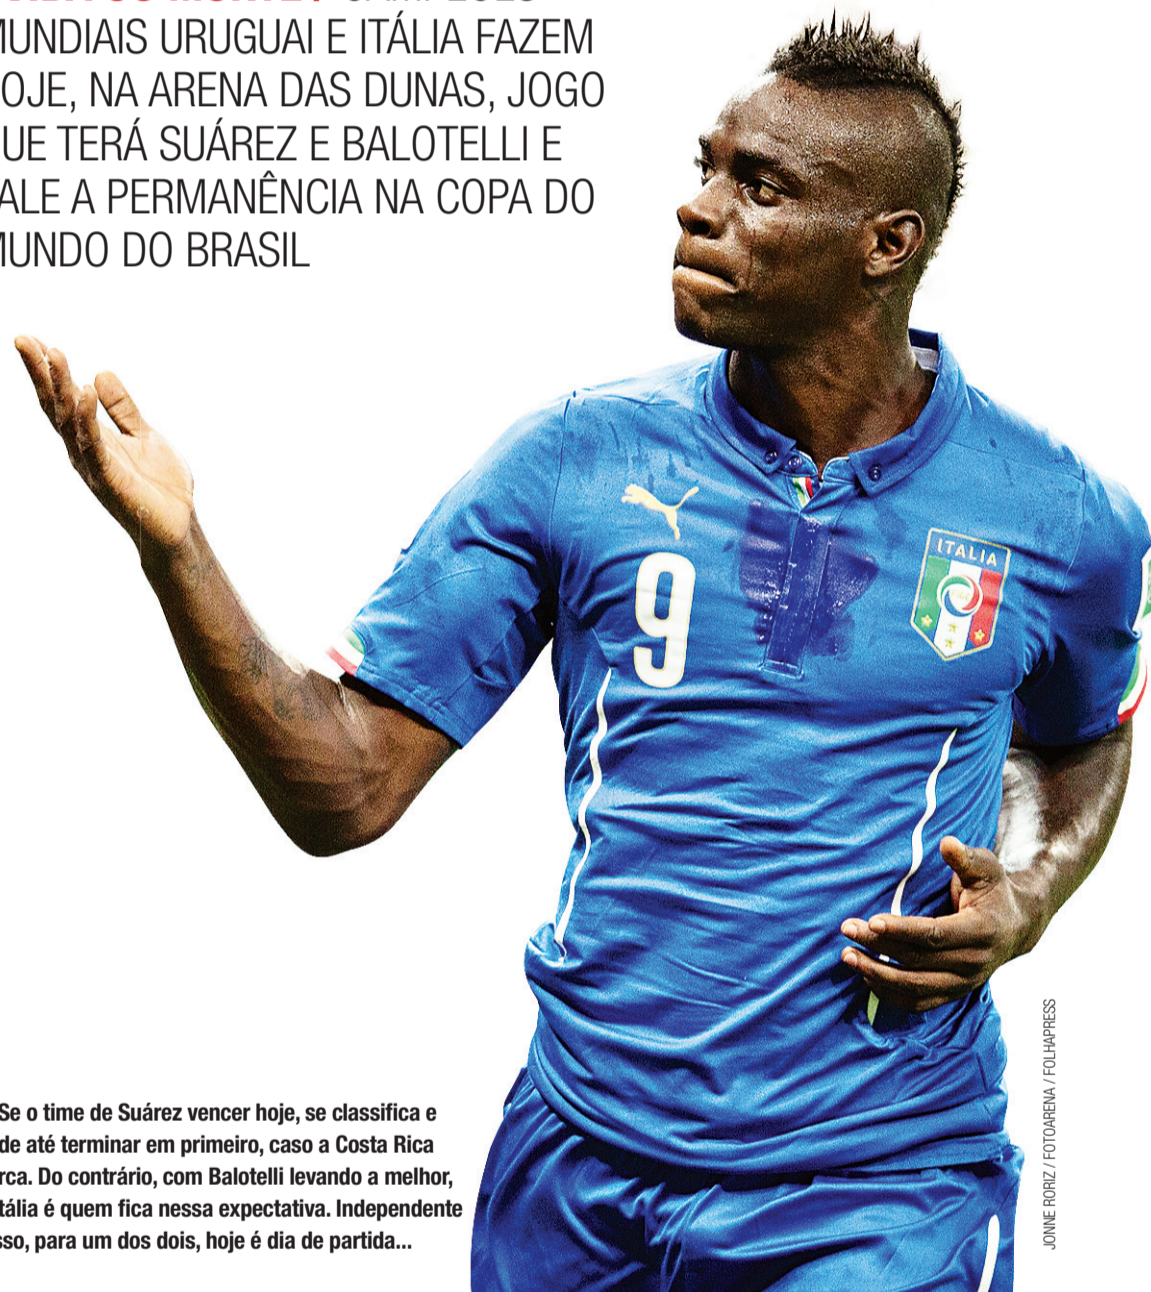 MUNDIAIS URUGUAI E ITÁLIA FAZEM
OJE, NA ARENA DAS DUNAS, JOGO
UE TERÁ SUÁREZ E BALOTELLI E
ALE A PERMANÊNCIA NA COPA DO
MUNDO DO BRASIL
ITALIA
9
Se o time de Suárez vencer hoje, se classifica e
de até terminar em primeiro, caso a Costa Rica
rca. Do contrário, com Balotelli levando a melhor,
tália é quem fica nessa expectativa. Independente
sso, para um dos dois, hoje é dia de partida...
JONNE RORIZ / FOTOARENA / FOLHAPRESS